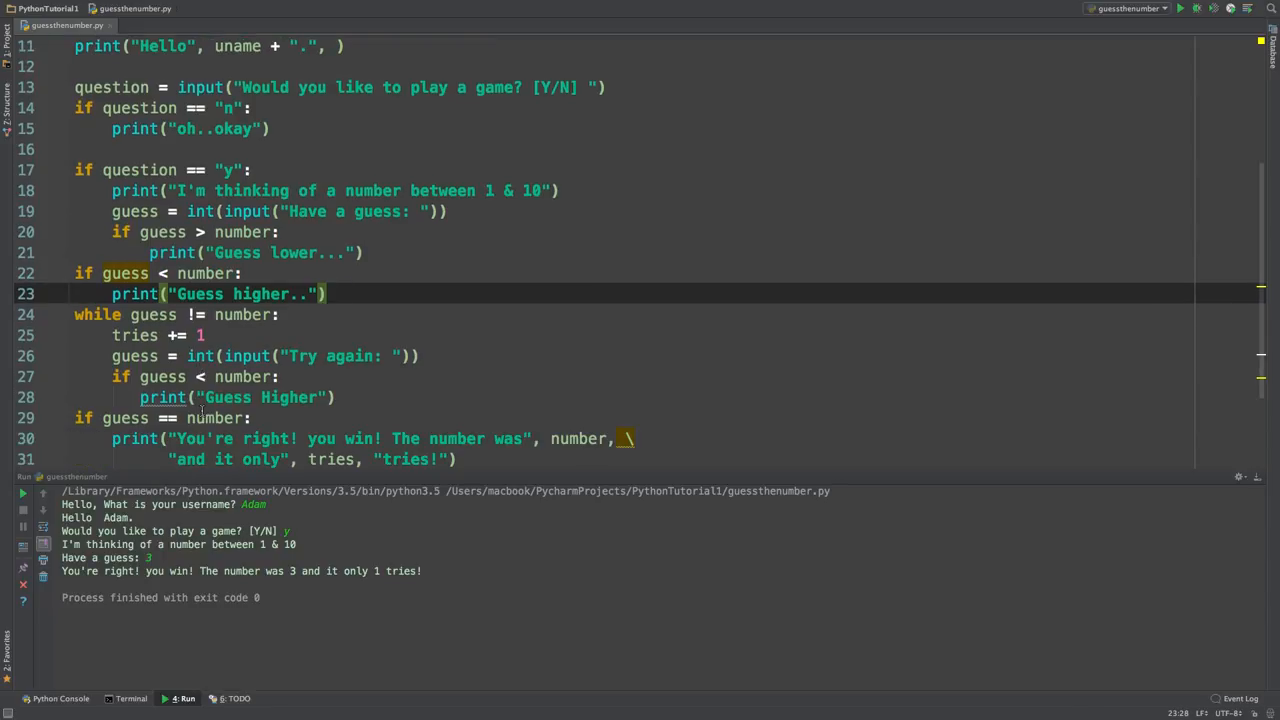 PythonTutorial1 guessthenumber.py guessthenumber
guessthenumber.py
1: Project
7: Structure
2: Favorites
Database
11 print("Hello", uname + ".", )
12
13 question = input("Would you like to play a game? [Y/N] ")
14 if question == "n":
15 print("oh..okay")
16
17 if question == "y":
18 print("I'm thinking of a number between 1 & 10")
19 guess = int(input("Have a guess: "))
20 if guess > number:
21 print("Guess lower...")
22 if guess < number:
23 print("Guess higher..")
24 while guess != number:
25 tries += 1
26 guess = int(input("Try again: "))
27 if guess < number:
28 print("Guess Higher")
29 if guess == number:
30 print("You're right! you win! The number was", number, \
31 "and it only", tries, "tries!")
Run guessthenumber
/Library/Frameworks/Python.framework/Versions/3.5/bin/python3.5 /Users/macbook/PycharmProjects/PythonTutorial1/guessthenumber.py
Hello, What is your username? Adam
Hello Adam.
Would you like to play a game? [Y/N] y
I'm thinking of a number between 1 & 10
Have a guess: 3
You're right! you win! The number was 3 and it only 1 tries!
Process finished with exit code 0
Python Console Terminal 4: Run 6: TODO Event Log
23:28 LF÷ UTF-8÷